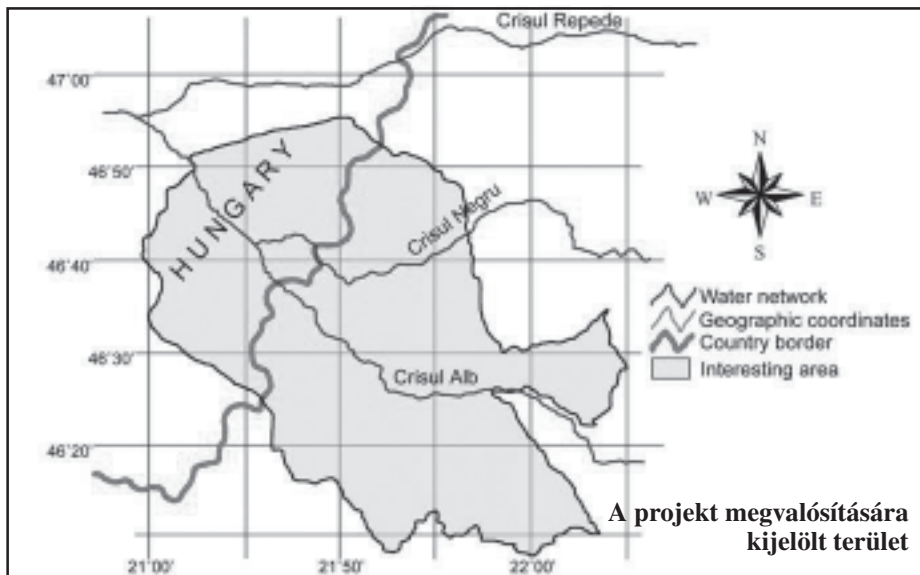 Crisul Repede
47'00'
46'50'
HUNGARY
N
W E
S
Crisul Negru
46'40'
Water network
Geographic coordinates
Country border
Interesting area
46'30'
Crisul Alb
46'20'
A projekt megvalósítására
kijelölt terület
21'00'
21'50'
22'00'